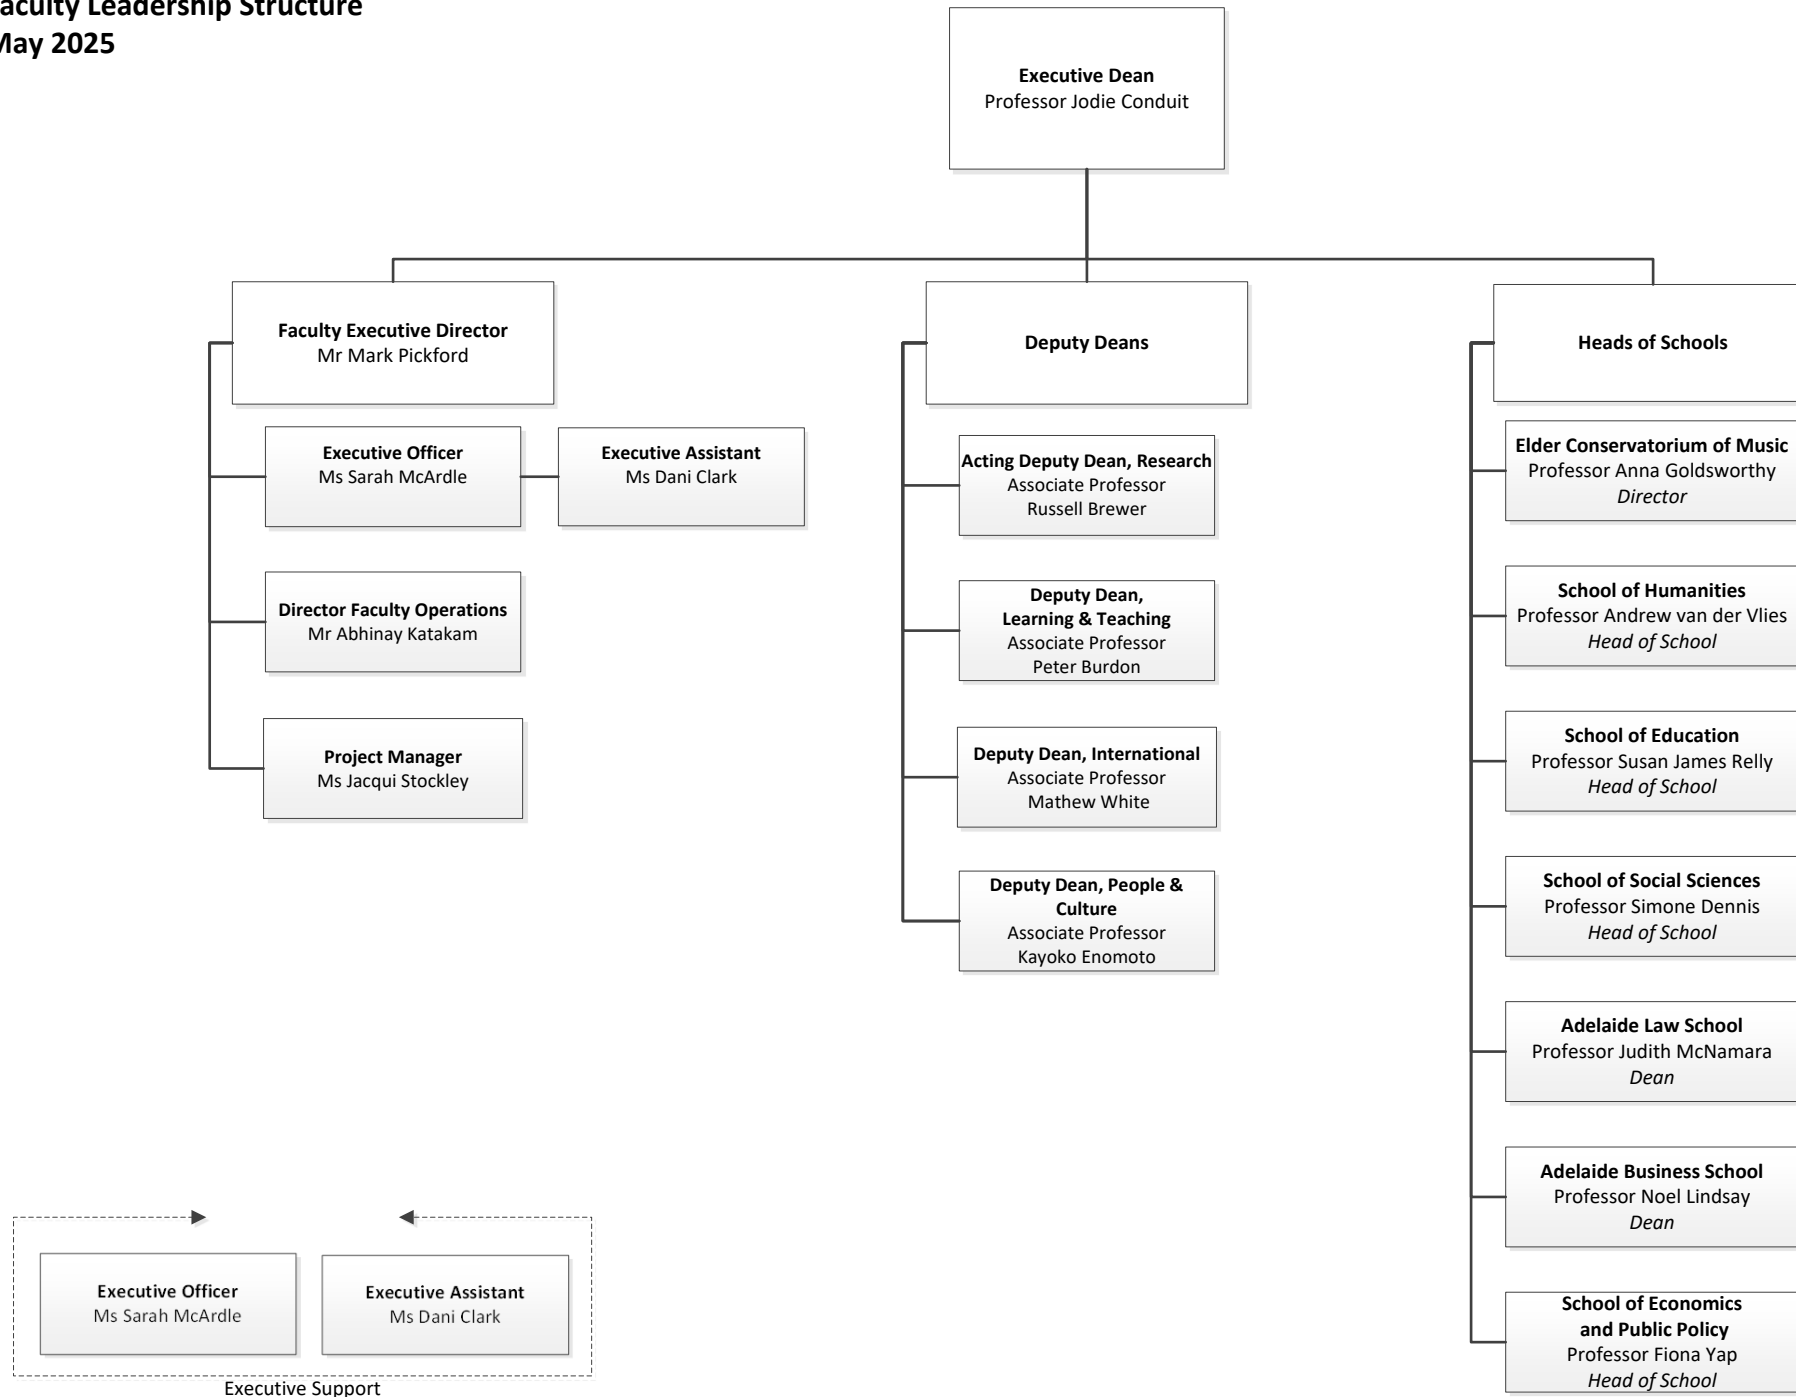 aculty Leadership Structure
May 2025
Executive Dean
Professor Jodie Conduit
Faculty Executive Director
Mr Mark Pickford
Executive Officer
Ms Sarah McArdle
Executive Assistant
Ms Dani Clark
Director Faculty Operations
Mr Abhinay Katakam
Project Manager
Ms Jacqui Stockley
Deputy Deans
Acting Deputy Dean, Research
Associate Professor
Russell Brewer
Deputy Dean,
Learning & Teaching
Associate Professor
Peter Burdon
Deputy Dean, International
Associate Professor
Mathew White
Deputy Dean, People &
Culture
Associate Professor
Kayoko Enomoto
Heads of Schools
Elder Conservatorium of Music
Professor Anna Goldsworthy
Director
School of Humanities
Professor Andrew van der Vlies
Head of School
School of Education
Professor Susan James Relly
Head of School
School of Social Sciences
Professor Simone Dennis
Head of School
Adelaide Law School
Professor Judith McNamara
Dean
Adelaide Business School
Professor Noel Lindsay
Dean
School of Economics
and Public Policy
Professor Fiona Yap
Head of School
Executive Officer
Ms Sarah McArdle
Executive Assistant
Ms Dani Clark
Executive Support